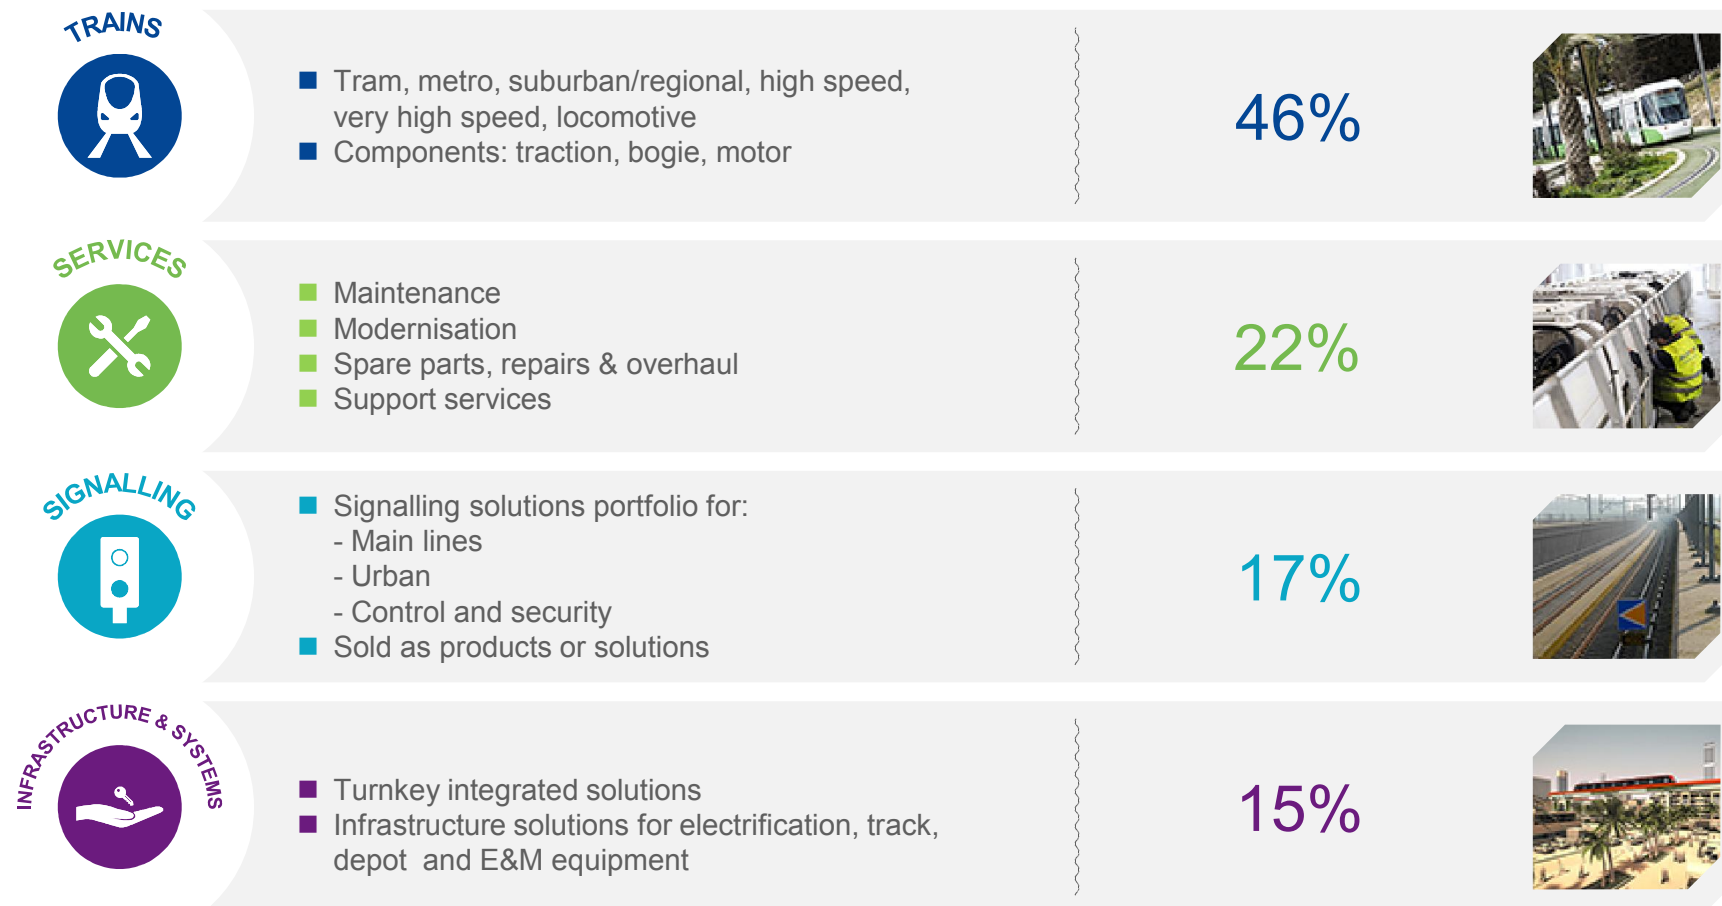 TRAINS
Tram, metro, suburban/regional, high speed,
very high speed, locomotive
Components: traction, bogie, motor
46%
SERVICES
Maintenance
Modernisation
Spare parts, repairs & overhaul
Support services
22%
SIGNALLING
Signalling solutions portfolio for:
- Main lines
- Urban
- Control and security
Sold as products or solutions
17%
INFRASTRUCTURE & SYSTEMS
Turnkey integrated solutions
Infrastructure solutions for electrification, track,
depot and E&M equipment
15%